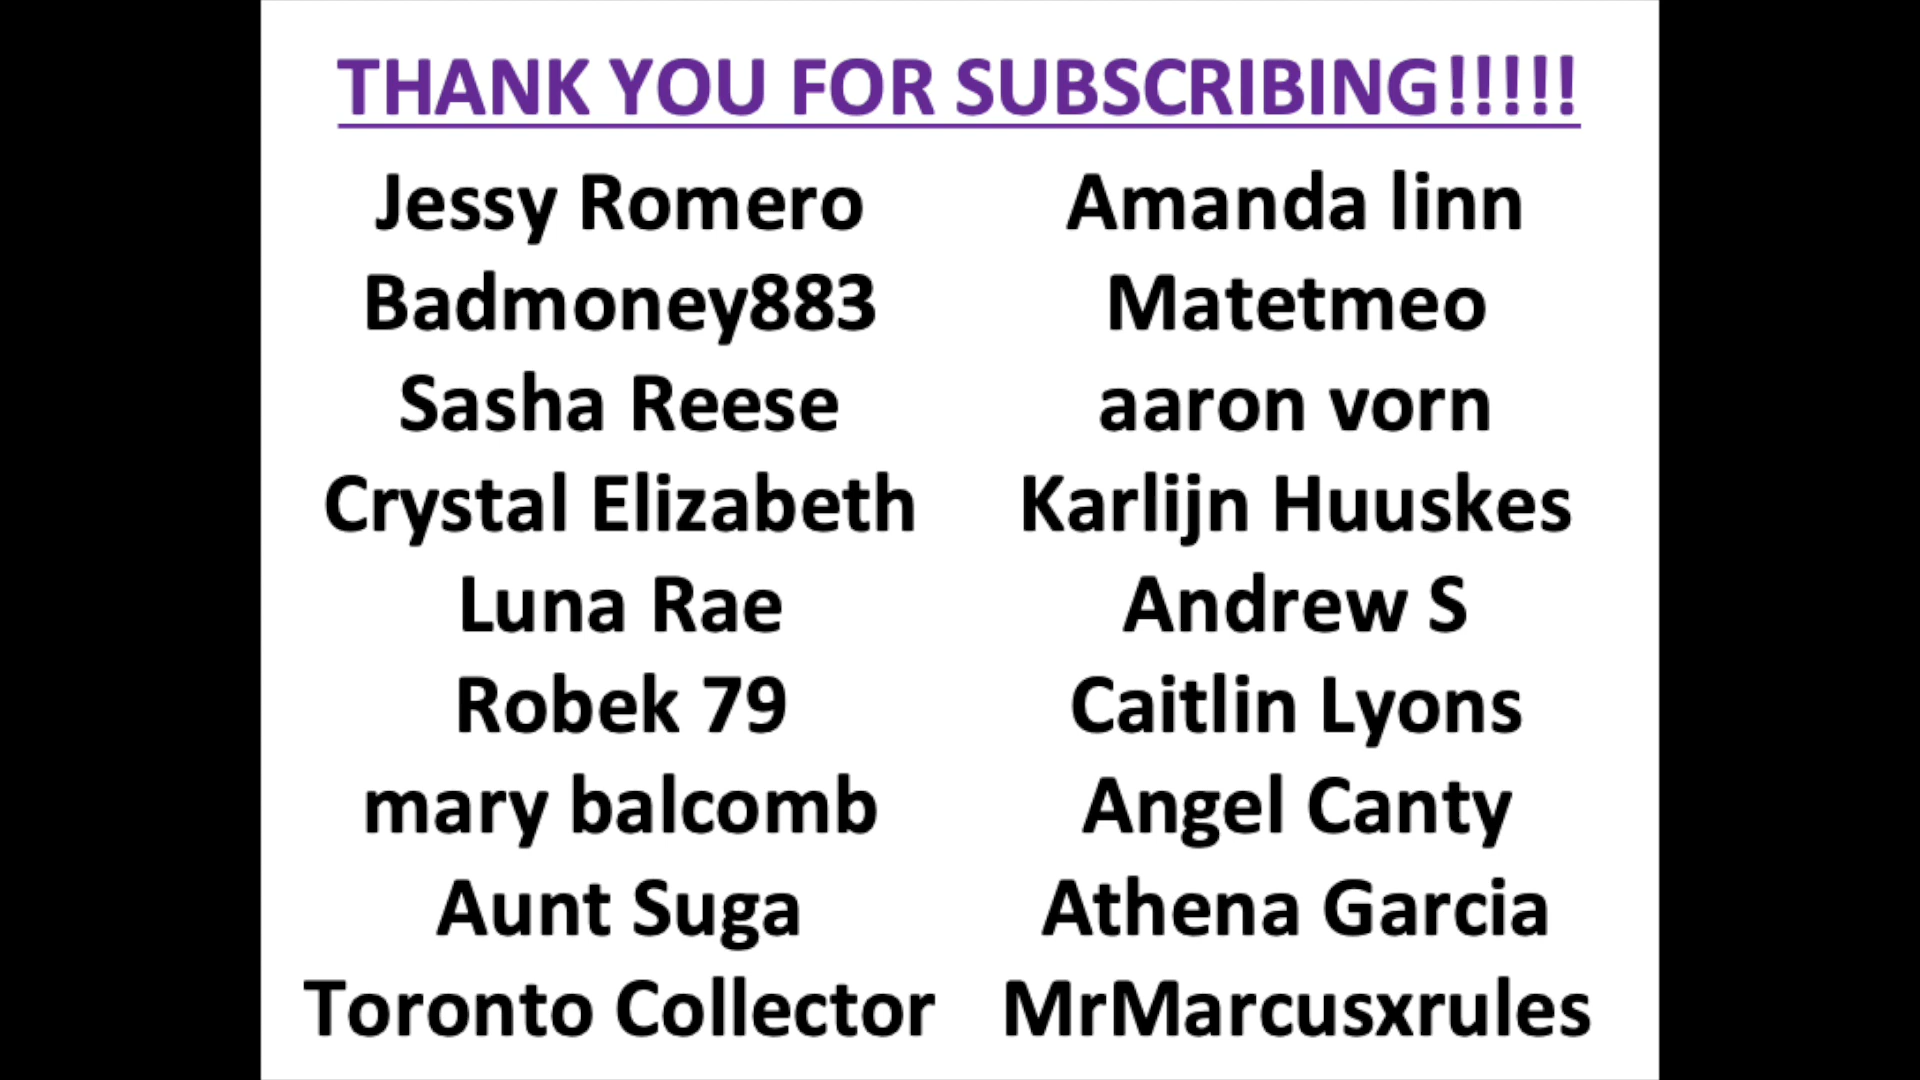 THANK YOU FOR SUBSCRIBING!!!!!
Jessy Romero
Badmoney883
Sasha Reese
Crystal Elizabeth
Luna Rae
Robek 79
mary balcomb
Aunt Suga
Toronto Collector
Amanda linn
Matetmeo
aaron vorn
Karlijn Huuskes
Andrew S
Caitlin Lyons
Angel Canty
Athena Garcia
MrMarcusxrules